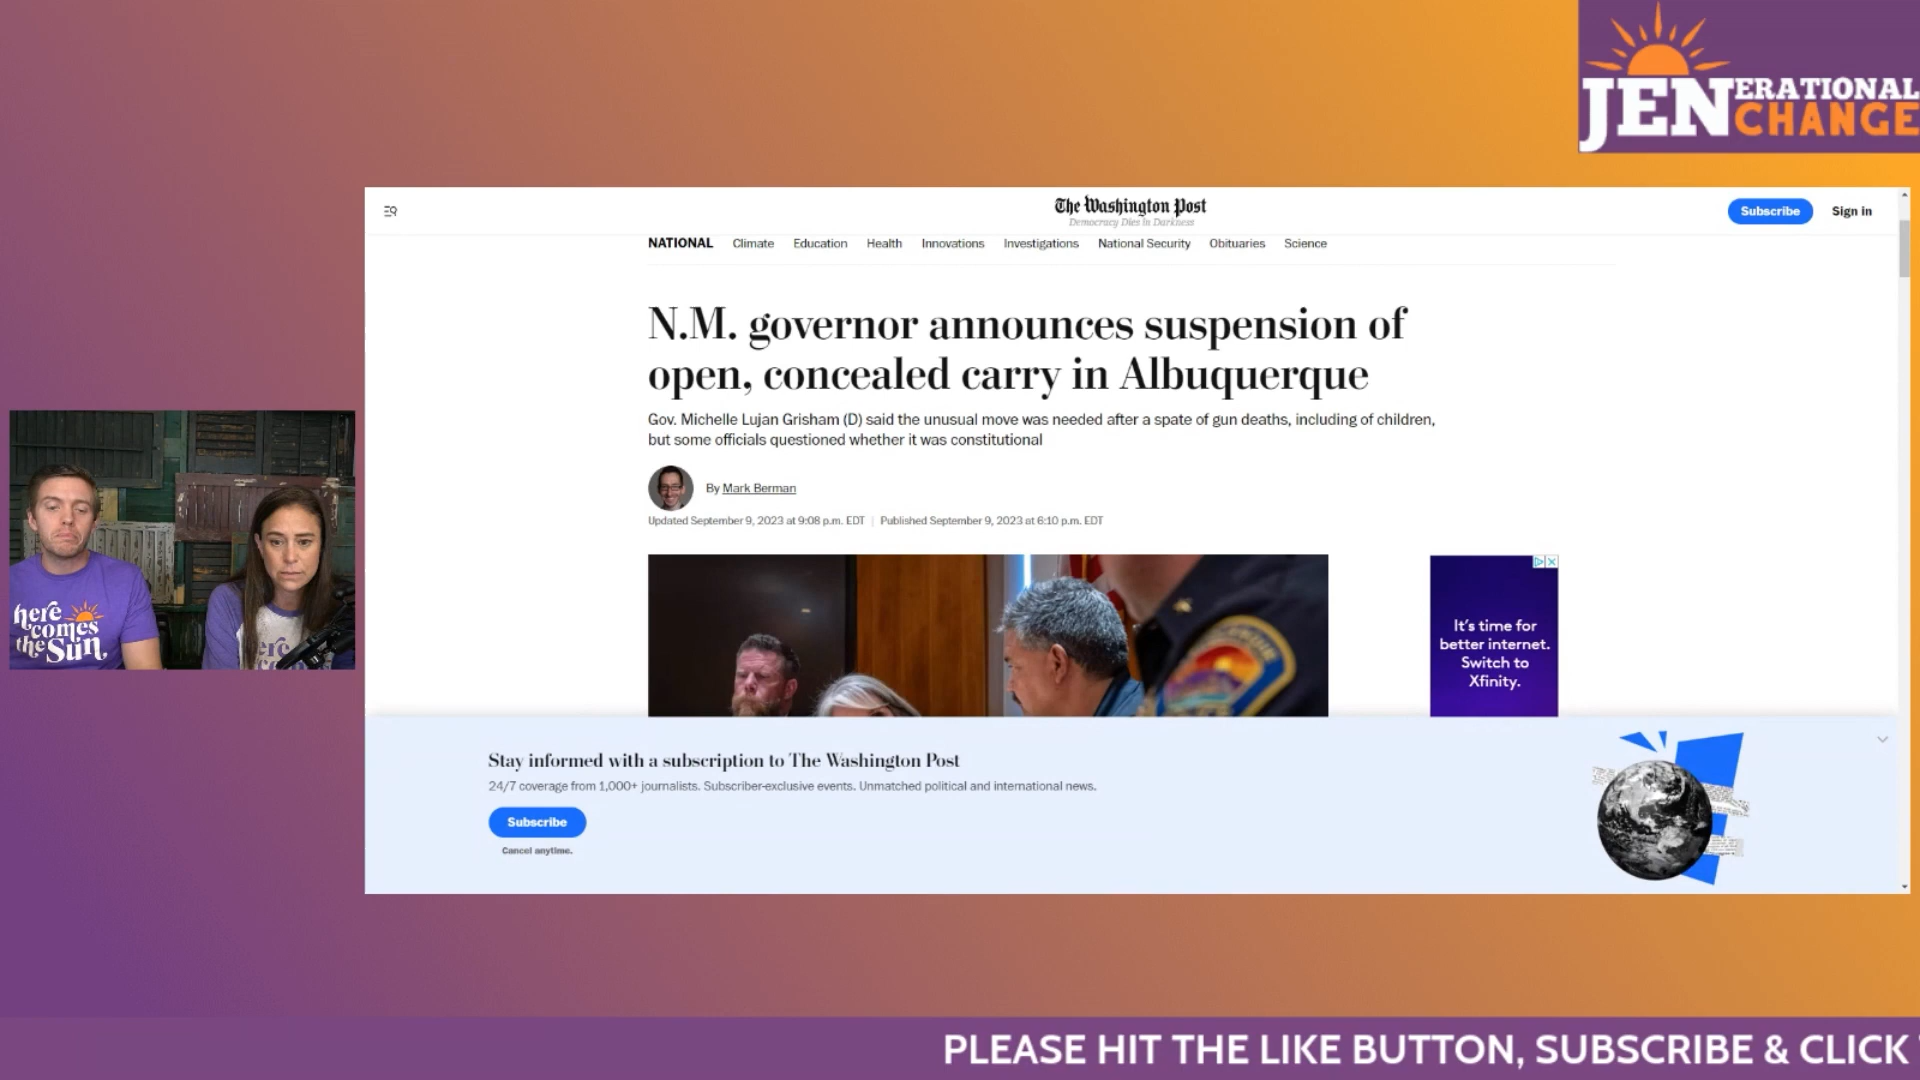 JENERATIONAL
CHANGE
The Washington Post
Democracy Dies in Darkness
Subscribe
Sign in
NATIONAL Climate Education Health Innovations Investigations National Security Obituaries Science
N.M. governor announces suspension of
open, concealed carry in Albuquerque
Gov. Michelle Lujan Grisham (D) said the unusual move was needed after a spate of gun deaths, including of children,
but some officials questioned whether it was constitutional
By Mark Berman
Updated September 9, 2023 at 9:08 p.m. EDT | Published September 9, 2023 at 6:10 p.m. EDT
here
comes
the Sun
It's time for
better internet.
Switch to
Xfinity.
Stay informed with a subscription to The Washington Post
24/7 coverage from 1,000+ journalists. Subscriber-exclusive events. Unmatched political and international news.
Subscribe
Cancel anytime.
PLEASE HIT THE LIKE BUTTON, SUBSCRIBE & CLICK